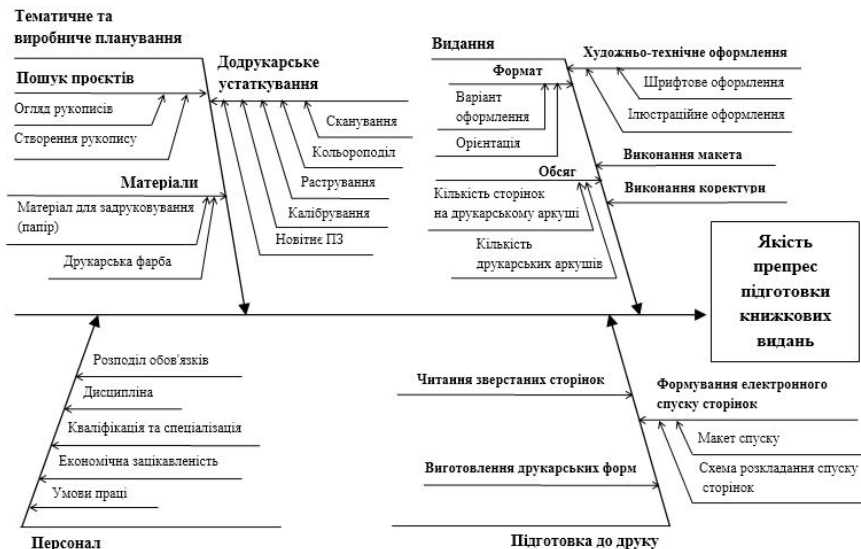 Тематичне та
виробниче планування
Пошук проєктів
Огляд рукописів
Створення рукопису
Матеріали
Матеріал для задруковування
(папір)
Друкарська фарба
Додрукарське
устаткування
Сканування
Кольороподіл
Растрування
Калібрування
Новітнє ПЗ
Видання
Формат
Варіант
оформлення
Орієнтація
Обсяг
Кількість сторінок
на друкарському аркуші
Кількість
друкарських аркушів
Художньо-технічне оформлення
Шрифтове оформлення
Ілюстраційне оформлення
Виконання макета
Виконання коректури
Якість
препрес
підготовки
книжкових
видань
Розподіл обов'язків
Дисципліна
Кваліфікація та спеціалізація
Економічна зацікавленість
Умови праці
Персонал
Читання зверстаних сторінок
Виготовлення друкарських форм
Формування електронного
спуску сторінок
Макет спуску
Схема розкладання спуску
сторінок
Підготовка до друку